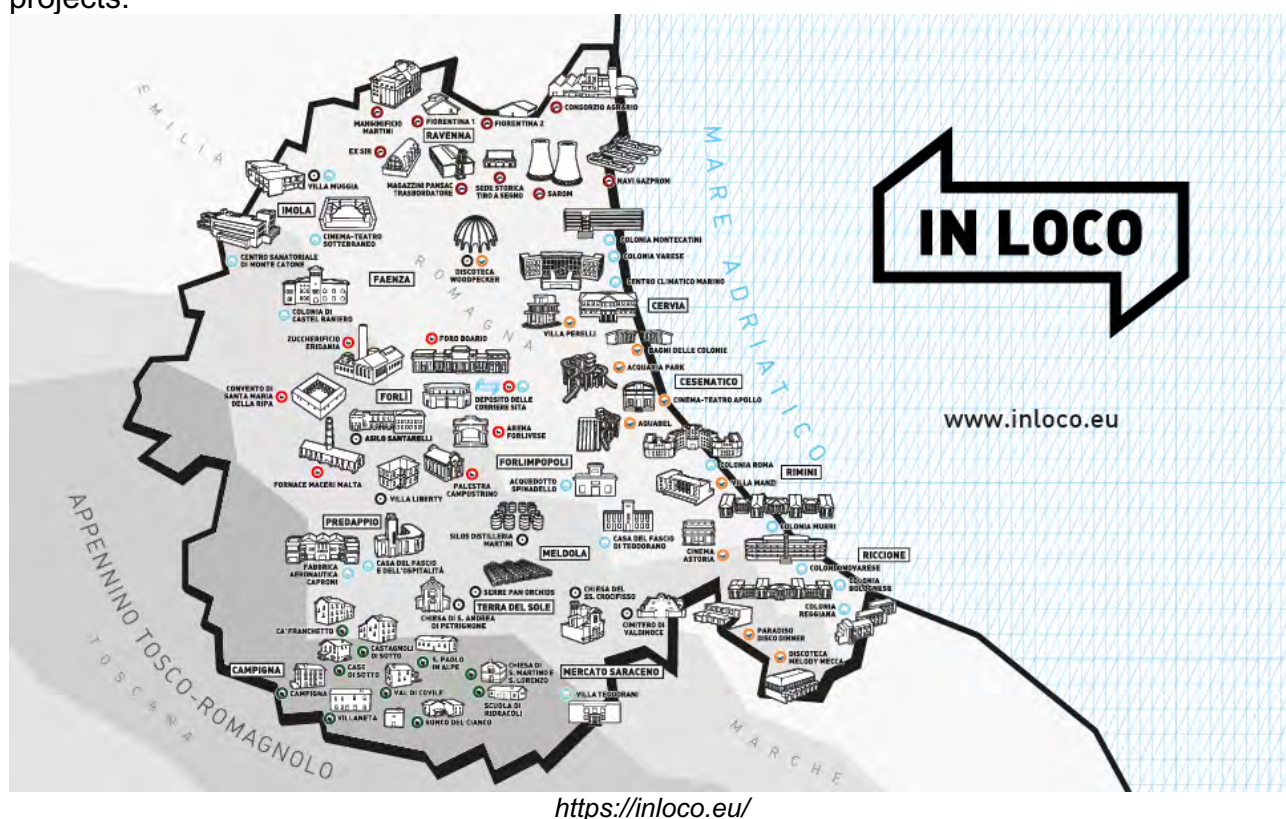 projects:
EMILIA
MANGINIFICIO
MARTINI
FIORENTINA 1
FIORENTINA 2
CONSORZIO AGRARIO
RAVENNA
EX SIR
MAGAZZINI PANSAC
TRASBORDATORE
SEDE STORICA
TIRO A SEGNO
SAROM
NAVI GAZPROM
VILLA MUGGIA
IMOLA
CINEMA-TEATRO
SOTTERRANEO
CENTRO SANATORIALE
DI MONTE CATONE
MARE ADRIATICO
IN LOCO
www.inloco.eu
COLONIA MONTECATINI
COLONIA VARESE
CENTRO CLIMATICO MARINO
DISCOTECA
WOODPECKER
ROMAGNA
FAENZA
COLONIA DI
CASTEL RANIERO
CERVIA
VILLA PERELLI
BAGNI DELLE COLONIE
ACQUARIA PARK
CESENATICO
CINEMA-TEATRO APOLLO
AQUABEL
ZUCCHERIFICIO
ERIDANIA
FORO BOARIO
CONVENTO DI
SANTA MARIA
DELLA RIPA
FORLÌ
DEPOSITO DELLE
CORRIERE SITA
ASILO SANTARELLI
ARENA
FORLIVESE
FORNACE MACERI MALTA
VILLA LIBERTY
PALESTRA
CAMPOSTRINO
FORLIMPOPOLI
ACQUEDOTTO
SPINADELLO
COLONIA ROMA
RIMINI
VILLA MANZI
COLONIA MURRI
PREDAPPIO
FABBRICA
AERONAUTICA
CAPRONI
CASA DEL FASCIO
E DELL'OSPITALITÀ
SILOS DISTILLERIA
MARTINI
MELDOLA
CASA DEL FASCIO
DI TEODORANO
CINEMA
ASTORIA
RICCIONE
COLONIA NOVARESE
COLONIA
BOLOGNESE
COLONIA
REGGIANA
SERRE PAN ORCHIDS
TERRA DEL SOLE
CHIESA DI S. ANDREA
DI PETRIGNONE
CHIESA DEL
SS. CROCIFISSO
CIMITERO DI
VALDINOCE
PARADISO
DISCO DINNER
DISCOTECA
MELODY MECCA
CA' FRANCHETTO
CASTAGNOLI
DI SOTTO
CASE
DI SOTTO
S. PAOLO
IN ALPE
CHIESA DI
S. MARTINO E
S. LORENZO
CAMPIGNA
CAMPIGNA
VAL DI COVILE
SCUOLA DI
RIDRACOLI
VILLANETA
RONCO DEL CIANCO
MERCATO SARACENO
VILLA TEODORANI
APPENNINO TOSCO-ROMAGNOLO
TOSCANA
MARCHE
https://inloco.eu/